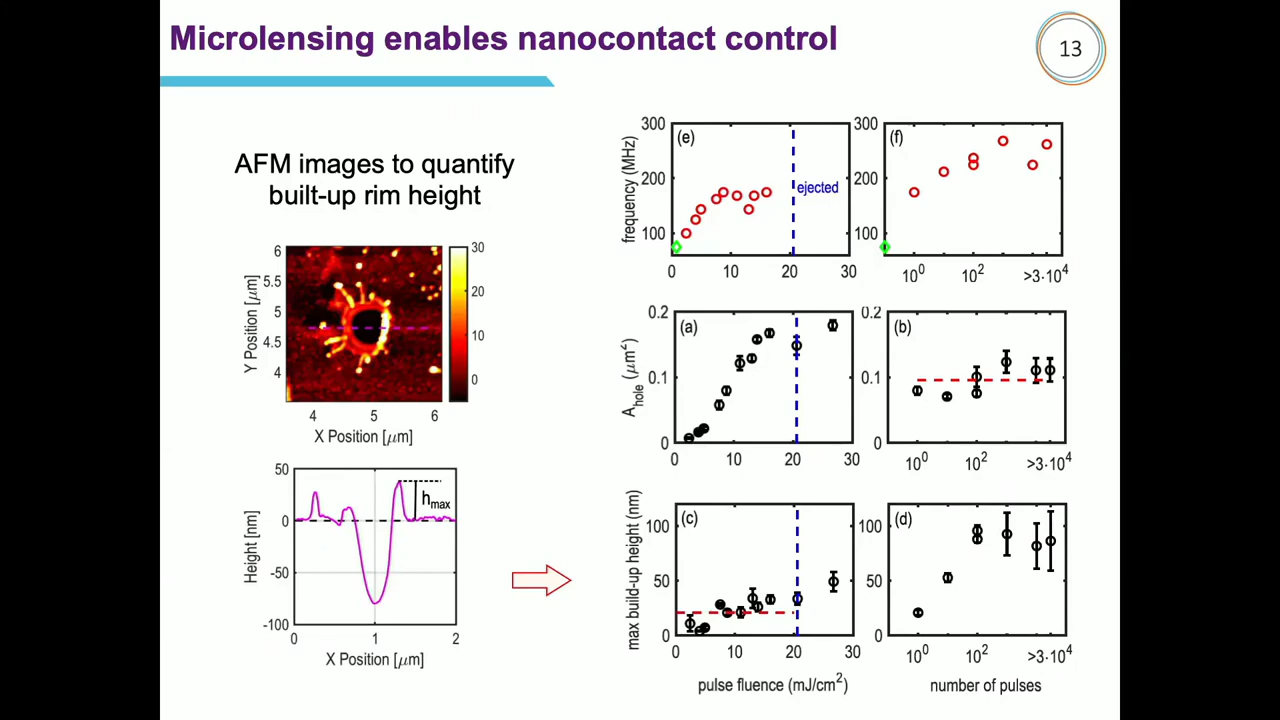 Microlensing enables nanocontact control
13
AFM images to quantify
built-up rim height
6
5.5
5
4.5
4
Y Position [μm]
4 5 6
X Position [μm]
30
20
10
0
50
0
-50
-100
Height [nm]
h_max
0 1 2
X Position [μm]
300
200
100
frequency (MHz)
(e)
ejected
0 10 20 30
300
200
100
(f)
10^0 10^2 >3·10^4
0.2
0.1
0
A_hole (μm^2)
(a)
0 10 20 30
0.2
0.1
0
(b)
10^0 10^2 >3·10^4
100
50
0
max build-up height (nm)
(c)
0 10 20 30
pulse fluence (mJ/cm^2)
100
50
0
(d)
10^0 10^2 >3·10^4
number of pulses